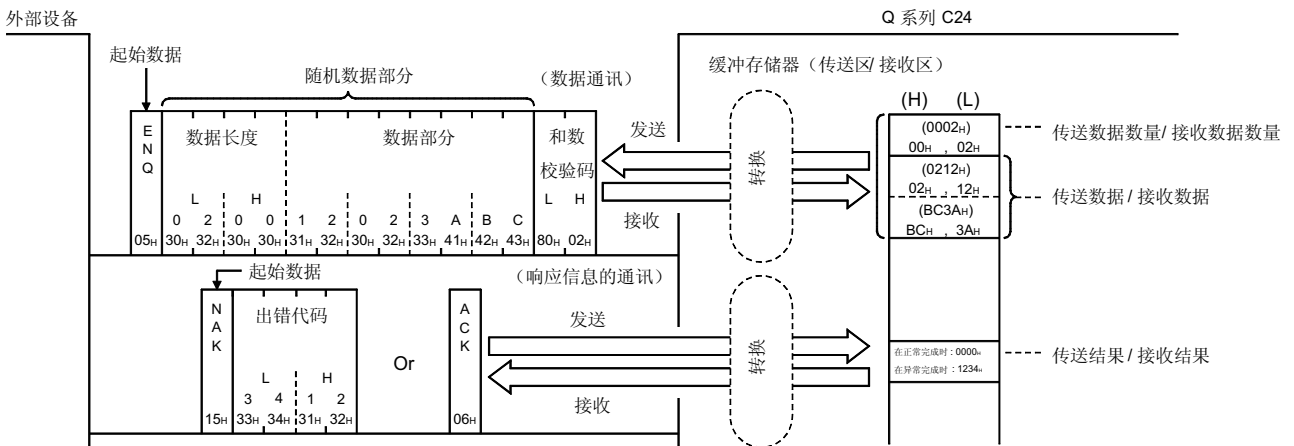 外部设备
Q 系列 C24
起始数据
随机数据部分
（数据通讯）
缓冲存储器（传送区/ 接收区）
(H) (L)
E
N
Q
数据长度
数据部分
和数
校验码
发送
接收
转换
L H
L H
0 2 0 0 1 2 0 2 3 A B C
05H 30H 32H 30H 30H 31H 32H 30H 32H 33H 41H 42H 43H 80H 02H
(0002H)
00H , 02H
传送数据数量/ 接收数据数量
(0212H)
02H , 12H
(BC3AH)
BCH , 3AH
传送数据 / 接收数据
起始数据
（响应信息的通讯）
N
A
K
出错代码
L H
3 4 1 2
15H 33H 34H 31H 32H
Or
A
C
K
06H
发送
接收
转换
在正常完成时 : 0000H
在异常完成时 : 1234H
传送结果 / 接收结果